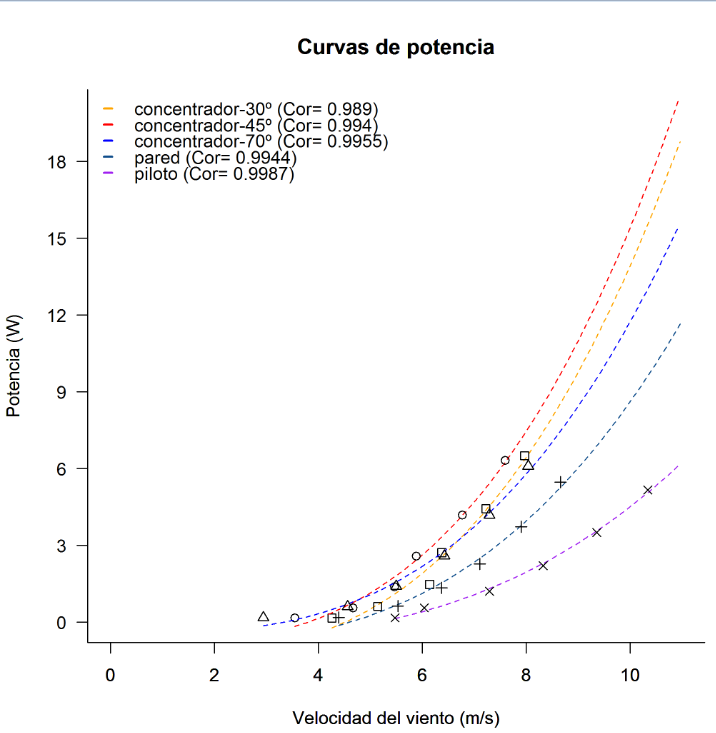 Curvas de potencia
concentrador-30º (Cor= 0.989)
concentrador-45º (Cor= 0.994)
concentrador-70º (Cor= 0.9955)
pared (Cor= 0.9944)
piloto (Cor= 0.9987)
18
15
12
9
6
3
0
Potencia (W)
0 2 4 6 8 10
Velocidad del viento (m/s)